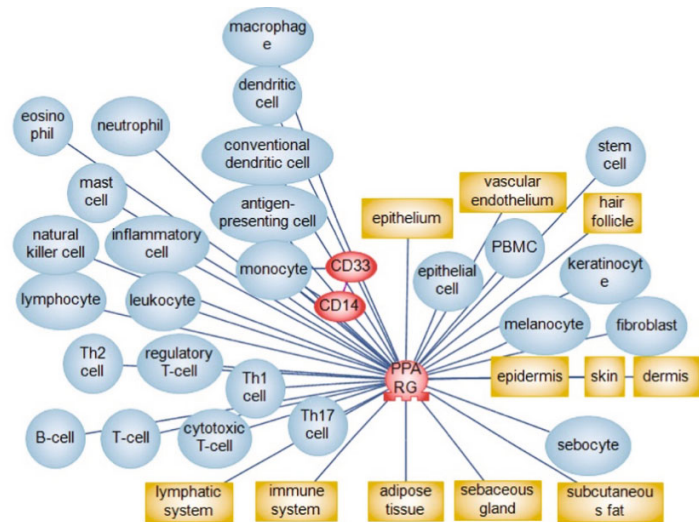 macrophag
e
dendritic
cell
eosino
phil
neutrophil
conventional
dendritic cell
stem
cell
mast
cell
antigen-
presenting cell
epithelium
vascular
endothelium
hair
follicle
natural
killer cell
inflammatory
cell
monocyte
CD33
epithelial
cell
PBMC
keratinocyt
e
lymphocyte
leukocyte
CD14
melanocyte
fibroblast
Th2
cell
regulatory
T-cell
Th1
cell
PPA
RG
epidermis
skin
dermis
B-cell
T-cell
cytotoxic
T-cell
Th17
cell
sebocyte
lymphatic
system
immune
system
adipose
tissue
sebaceous
gland
subcutaneou
s fat